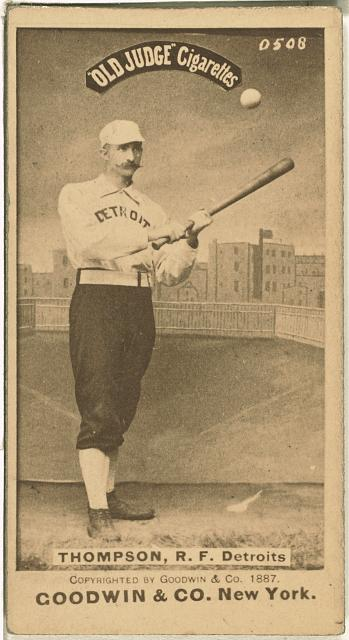 0508
"OLD JUDGE" Cigarettes
DETROIT
THOMPSON, R. F. Detroits
COPYRIGHTED BY GOODWIN & CO. 1887.
GOODWIN & CO. New York.